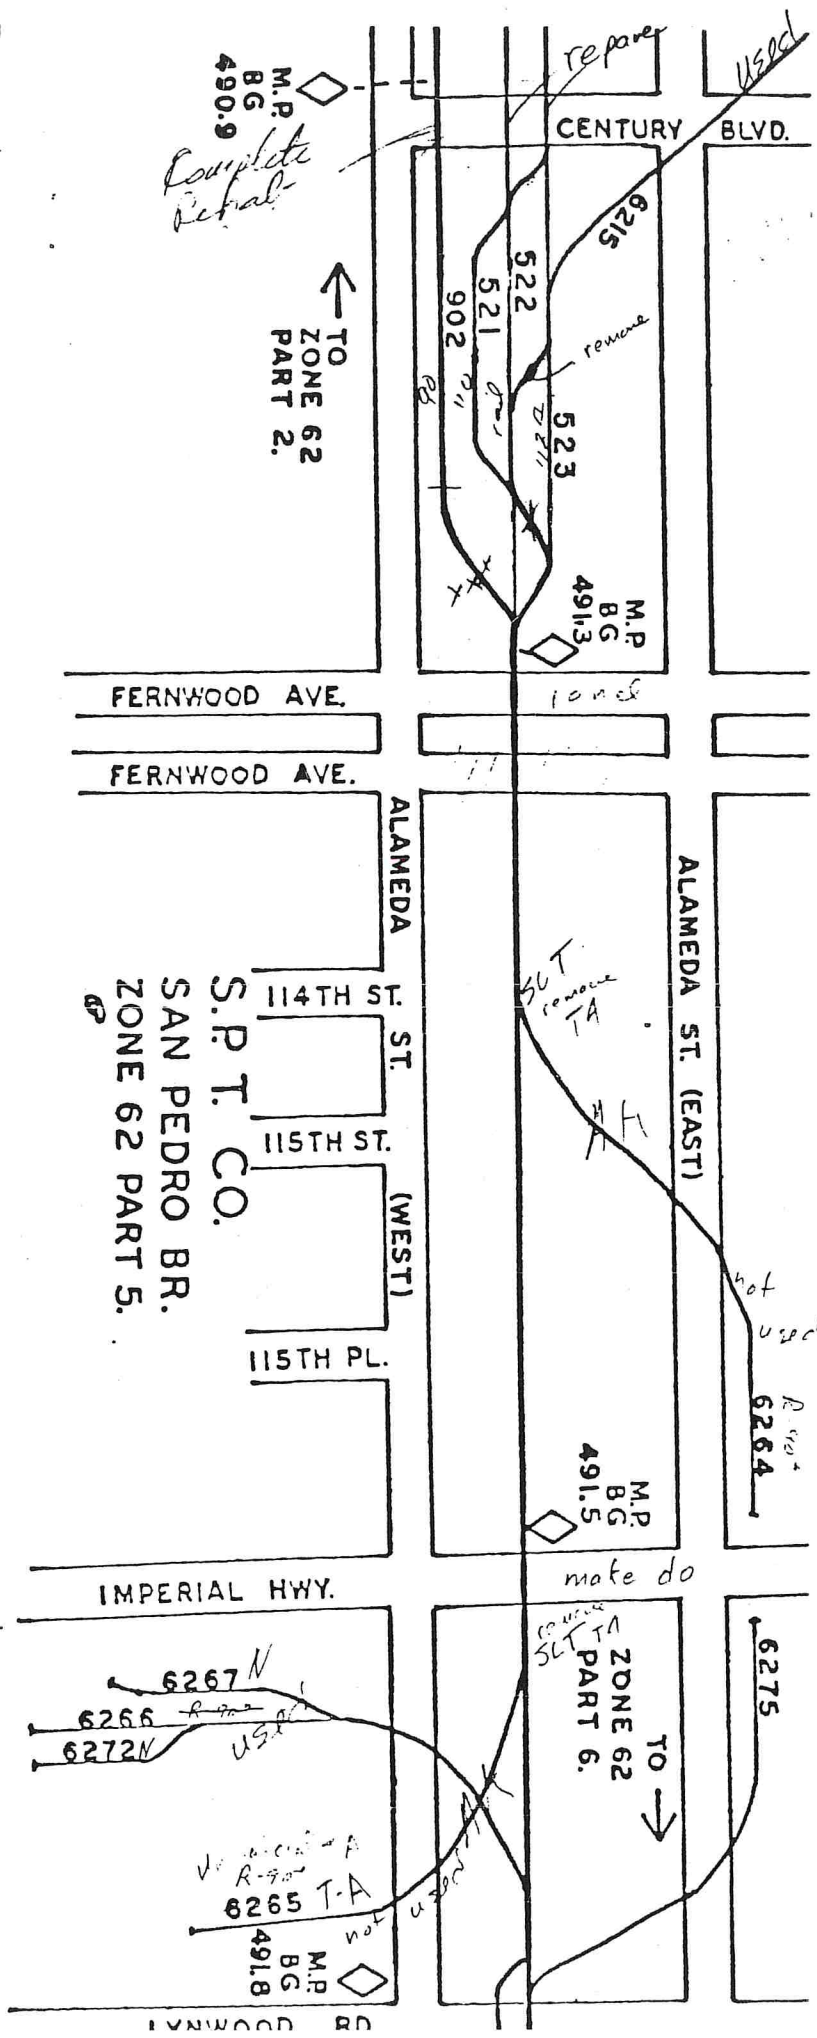 repave
used
CENTURY BLVD.
M.P.
BG
490.9
Complete
6215
522
521
902
remove
523
TO
ZONE 62
PART 2.
M.P.
BG
491.3
FERNWOOD AVE.
FERNWOOD AVE.
ALAMEDA ST. (WEST)
ALAMEDA ST. (EAST)
SLT
remove
TA
114TH ST.
115TH ST.
115TH PL.
S.P. T. CO.
SAN PEDRO BR.
ZONE 62 PART 5.
not
used
6264
M.P.
BG
491.5
IMPERIAL HWY.
make do
remove
SLT TA
ZONE 62
PART 6.
TO
6275
6267 N
6266
used
6272 N
6265 T-A
not used
M.P.
BG
491.8
LYNWOOD RD